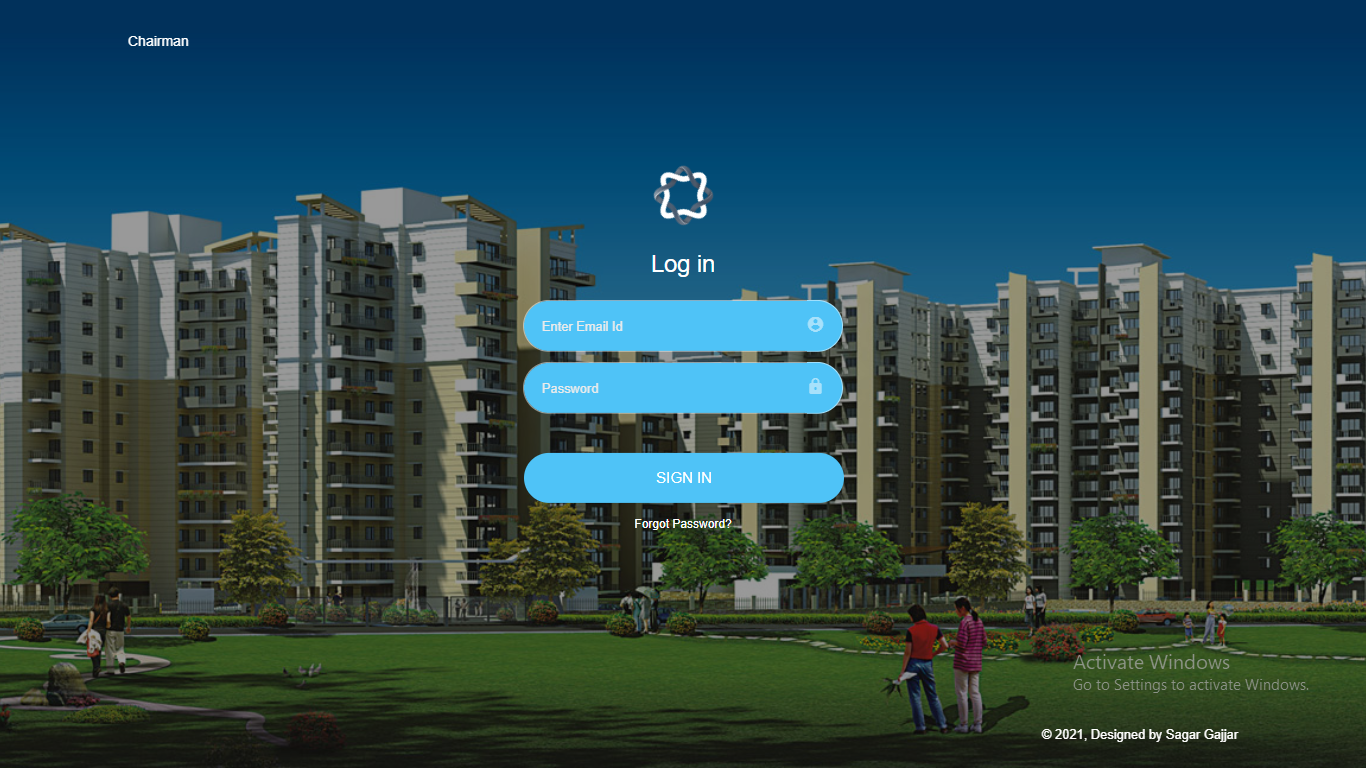 Chairman
Log in
Enter Email Id
Password
SIGN IN
Forgot Password?
Activate Windows
Go to Settings to activate Windows.
© 2021, Designed by Sagar Gajjar